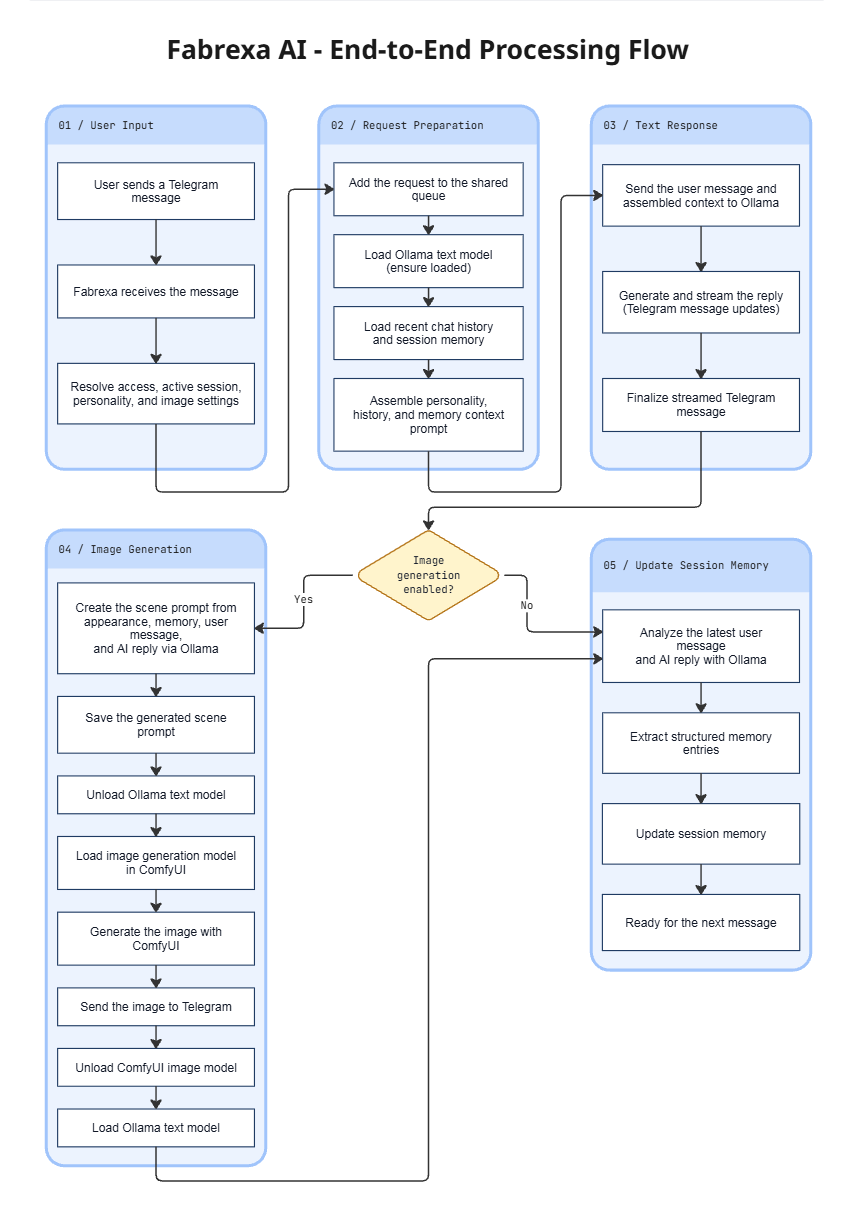 Fabrexa AI - End-to-End Processing Flow
01 / User Input
User sends a Telegram
message
Fabrexa receives the message
Resolve access, active session,
personality, and image settings
02 / Request Preparation
Add the request to the shared
queue
Load Ollama text model
(ensure loaded)
Load recent chat history
and session memory
Assemble personality,
history, and memory context
prompt
03 / Text Response
Send the user message and
assembled context to Ollama
Generate and stream the reply
(Telegram message updates)
Finalize streamed Telegram
message
Image
generation
enabled?
Yes
No
04 / Image Generation
Create the scene prompt from
appearance, memory, user
message,
and AI reply via Ollama
Save the generated scene
prompt
Unload Ollama text model
Load image generation model
in ComfyUI
Generate the image with
ComfyUI
Send the image to Telegram
Unload ComfyUI image model
Load Ollama text model
05 / Update Session Memory
Analyze the latest user
message
and AI reply with Ollama
Extract structured memory
entries
Update session memory
Ready for the next message